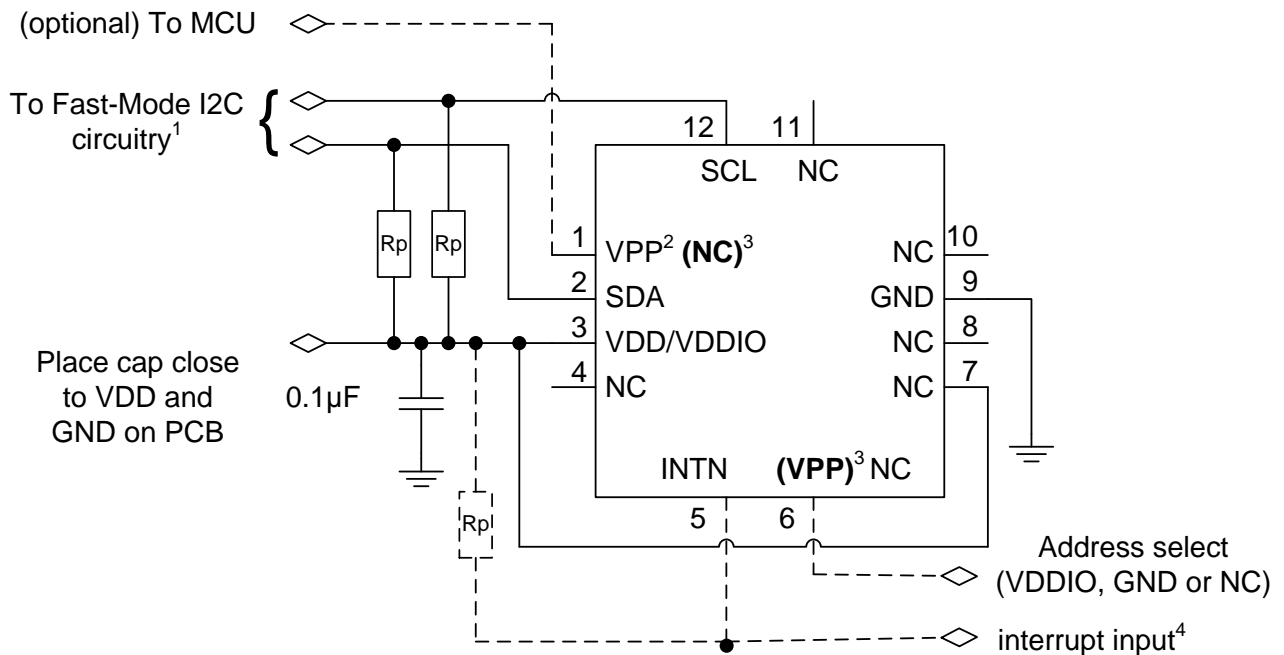 (optional) To MCU
To Fast-Mode I2C
circuitry¹
{
12
11
SCL
NC
Rp
Rp
1
VPP² (NC)³
NC
10
2
SDA
GND
9
3
VDD/VDDIO
NC
8
4
NC
NC
7
Place cap close
to VDD and
GND on PCB
0.1µF
INTN
(VPP)³ NC
Rp
5
6
Address select
(VDDIO, GND or NC)
interrupt input⁴